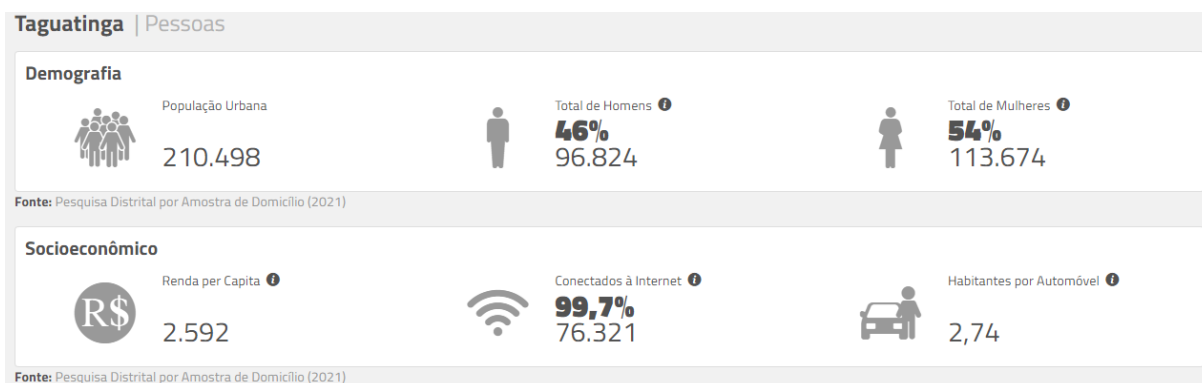 Taguatinga | Pessoas
Demografia
População Urbana
210.498
Total de Homens
46%
96.824
Total de Mulheres
54%
113.674
Fonte: Pesquisa Distrital por Amostra de Domicílio (2021)
Socioeconômico
R$
Renda per Capita
2.592
Conectados à Internet
99,7%
76.321
Habitantes por Automóvel
2,74
Fonte: Pesquisa Distrital por Amostra de Domicílio (2021)